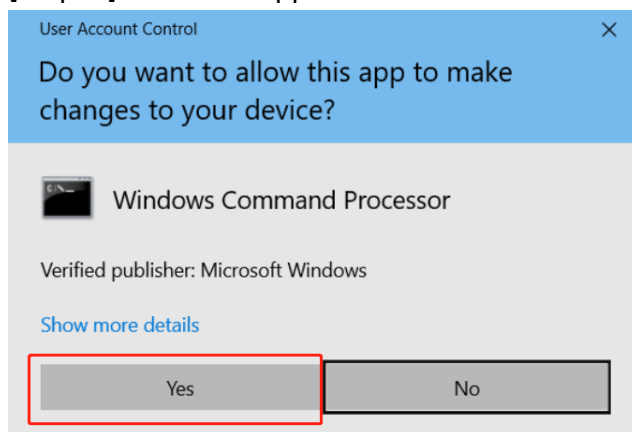 User Account Control
Do you want to allow this app to make
changes to your device?
Windows Command Processor
Verified publisher: Microsoft Windows
Show more details
Yes
No